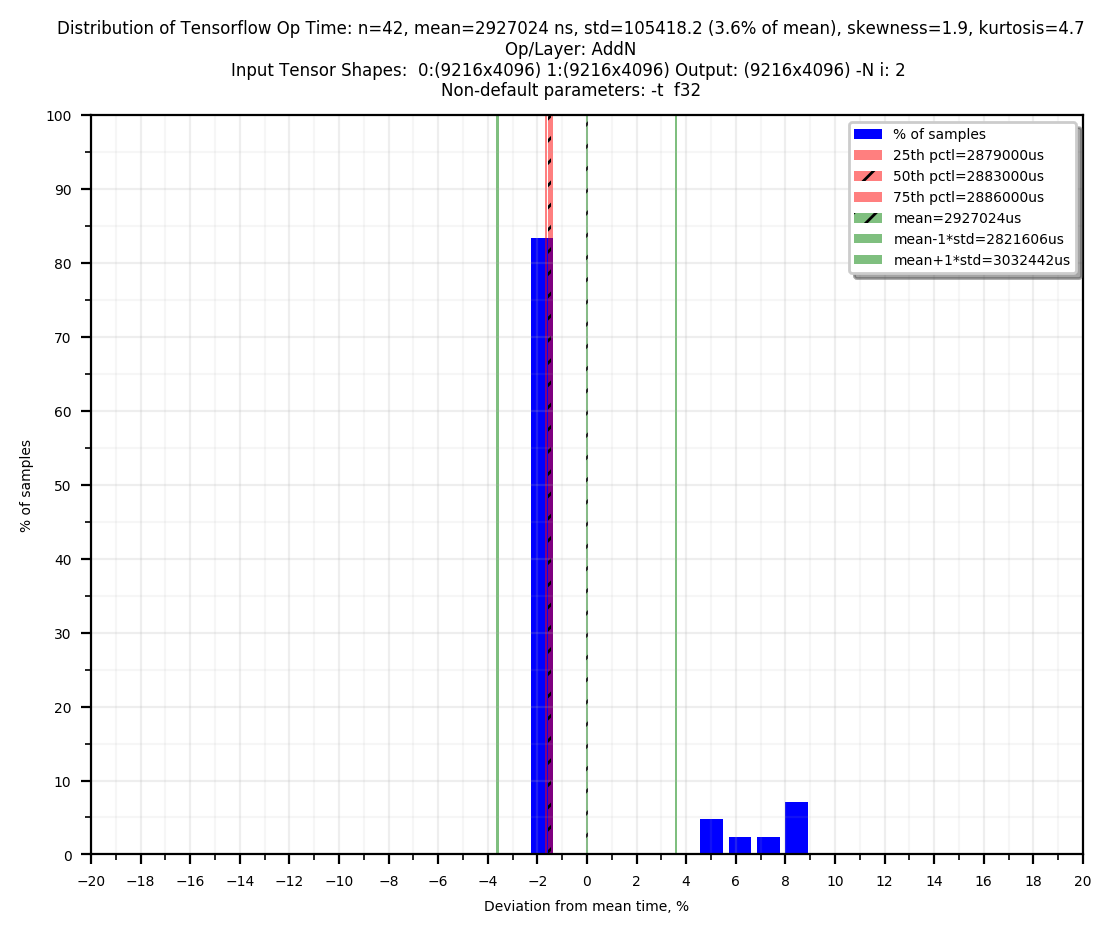 Distribution of Tensorflow Op Time: n=42, mean=2927024 ns, std=105418.2 (3.6% of mean), skewness=1.9, kurtosis=4.7
Op/Layer: AddN
Input Tensor Shapes:  0:(9216x4096) 1:(9216x4096) Output: (9216x4096) -N i: 2
Non-default parameters: -t  f32
% of samples
25th pctl=2879000us
50th pctl=2883000us
75th pctl=2886000us
mean=2927024us
mean-1*std=2821606us
mean+1*std=3032442us
% of samples
100
90
80
70
60
50
40
30
20
10
0
−20 −18 −16 −14 −12 −10 −8 −6 −4 −2 0 2 4 6 8 10 12 14 16 18 20
Deviation from mean time, %